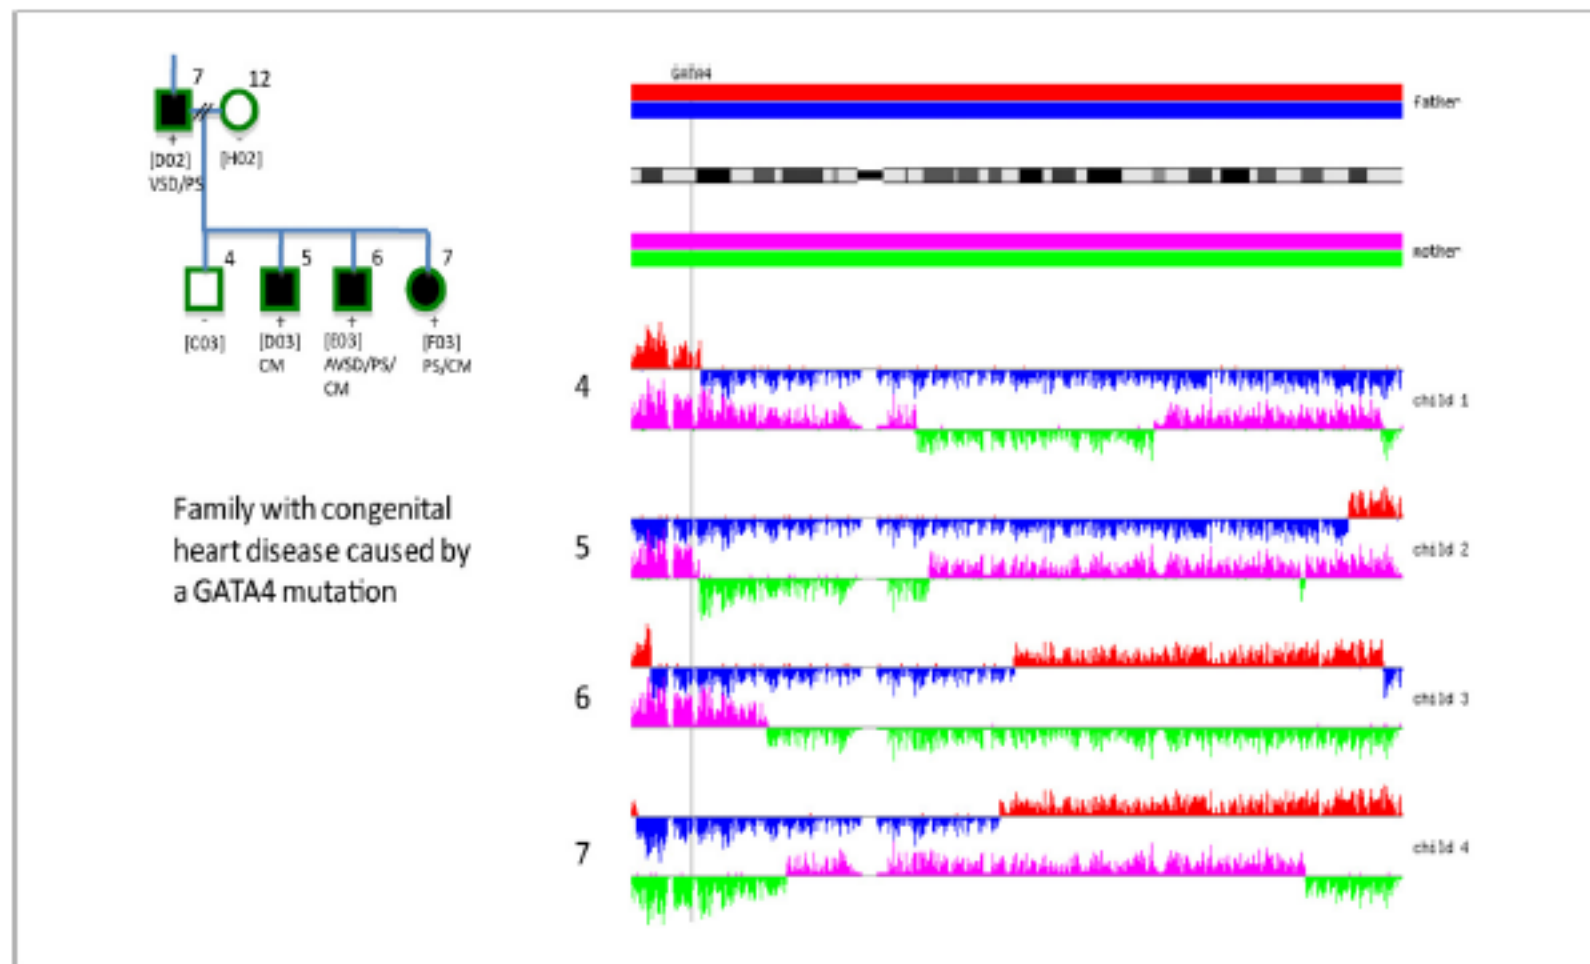 7
12
+
-
[D02]
[H02]
VSD/PS
4
5
6
7
-
+
+
+
[C03]
[D03]
[E03]
[F03]
CM
AVSD/PS/
PS/CM
CM
Family with congenital
heart disease caused by
a GATA4 mutation
GATA4
father
mother
4
child 1
5
child 2
6
child 3
7
child 4